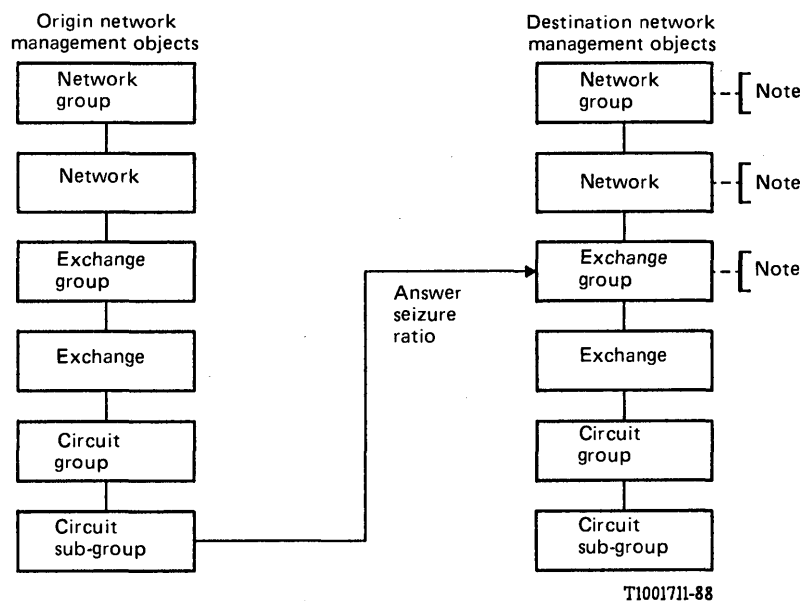 Origin network
management objects
Network
group
Network
Exchange
group
Exchange
Circuit
group
Circuit
sub-group
Answer
seizure
ratio
Destination network
management objects
Network
group
Note
Network
Note
Exchange
group
Note
Exchange
Circuit
group
Circuit
sub-group
T1001711-88